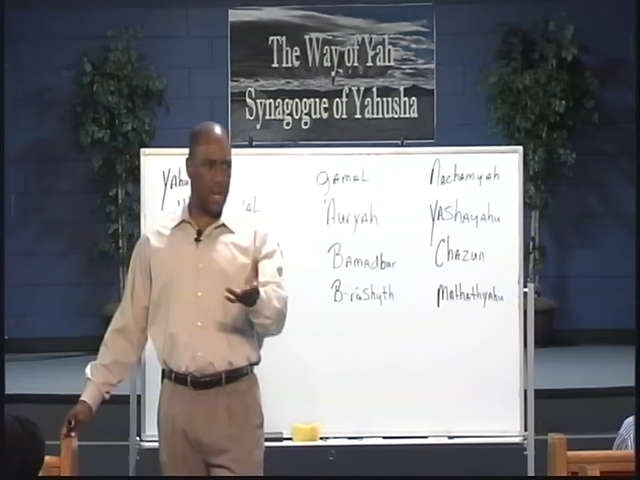 The Way of Yah
Synagogue of Yahusha
gamal Nachamyah
'Auryah Yashayahu
Bamadbar Chazun
B-rashyth Mathathyahu